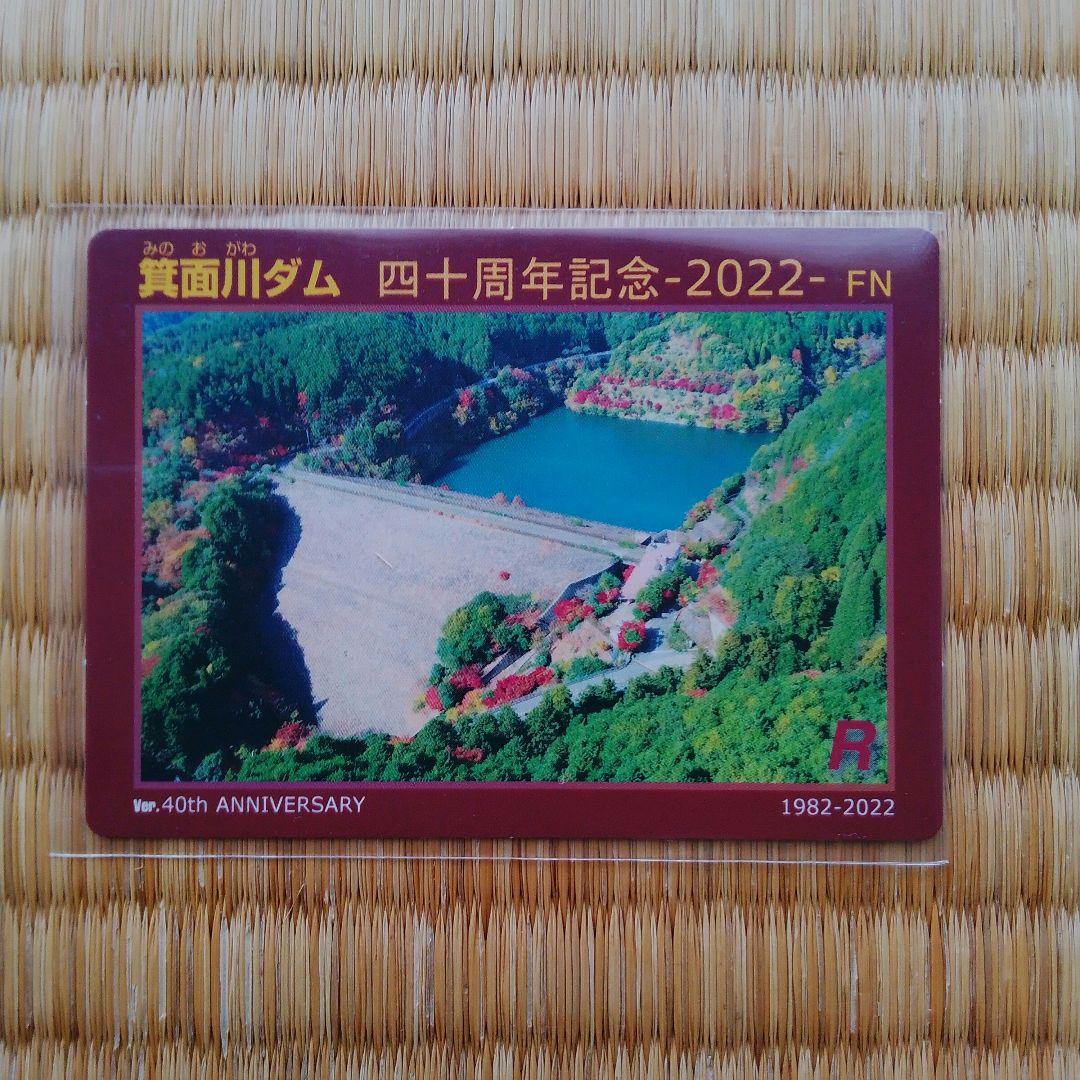 みの お がわ
箕面川ダム 四十周年記念-2022- FN
R
Ver.40th ANNIVERSARY 1982-2022